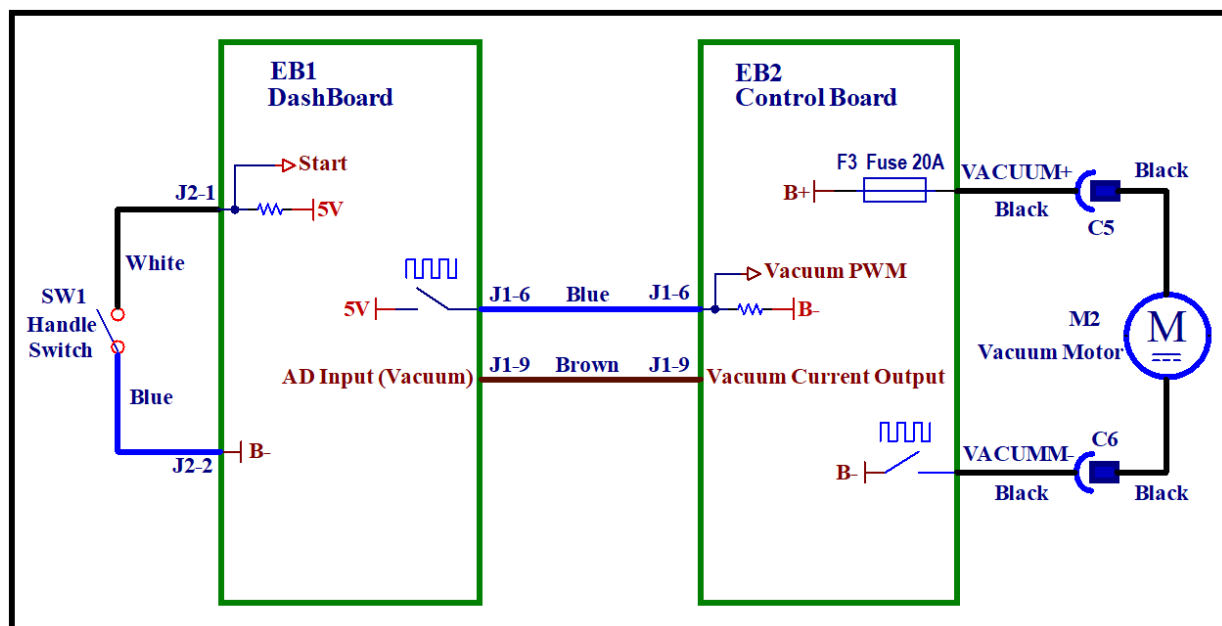 EB1
DashBoard
EB2
Control Board
Start
J2-1
5V
F3 Fuse 20A
B+
VACUUM+
Black
C5
Black
White
SW1
Handle
Switch
Blue
J2-2
B-
5V
J1-6
Blue
J1-6
Vacuum PWM
B-
AD Input (Vacuum)
J1-9
Brown
J1-9
Vacuum Current Output
M2
Vacuum Motor
M
B-
VACUMM-
Black
C6
Black